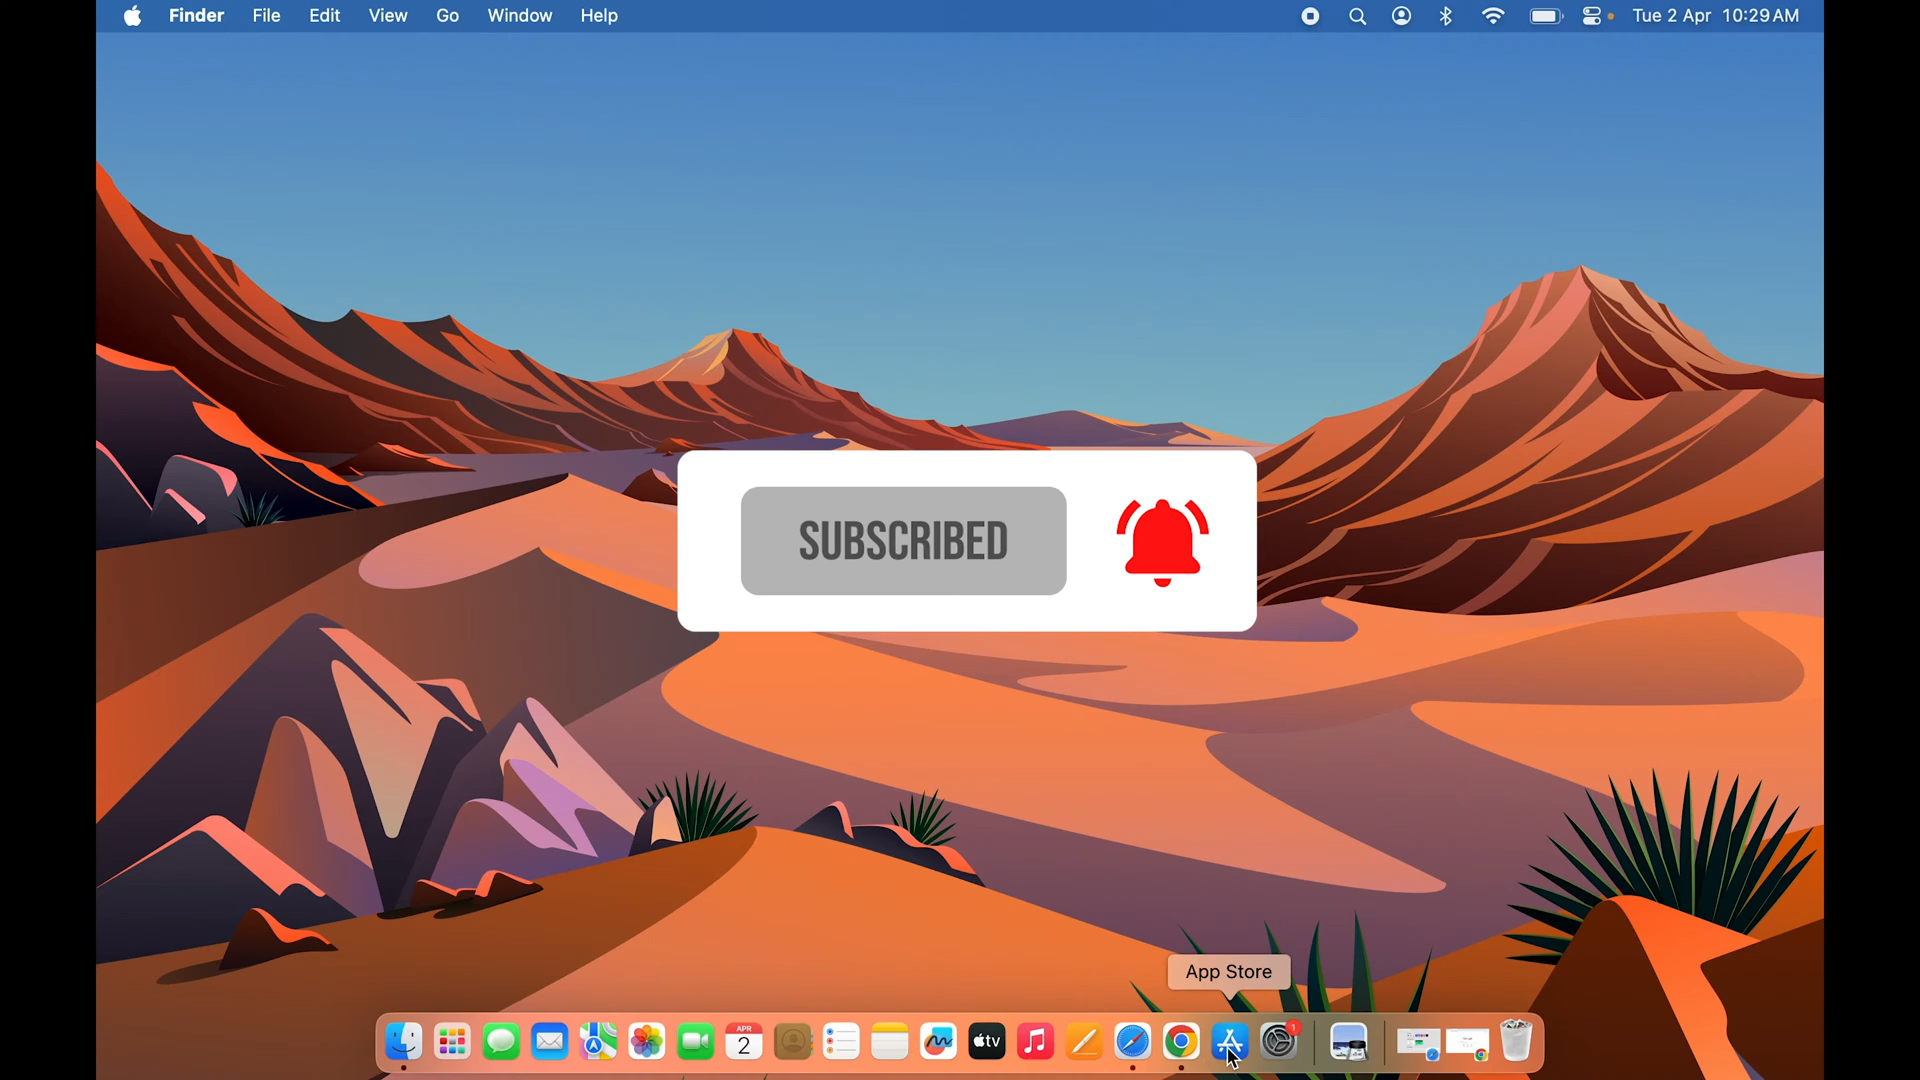 Finder File Edit View Go Window Help Tue 2 Apr 10:29 AM
SUBSCRIBED
App Store
APR
2
tv
1